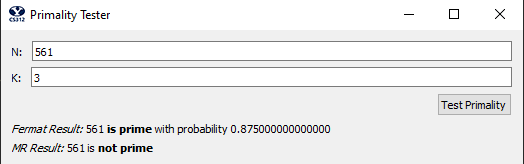 CS312 Primality Tester
N: 561
K: 3
Test Primality
Fermat Result: 561 is prime with probability 0.875000000000000
MR Result: 561 is not prime